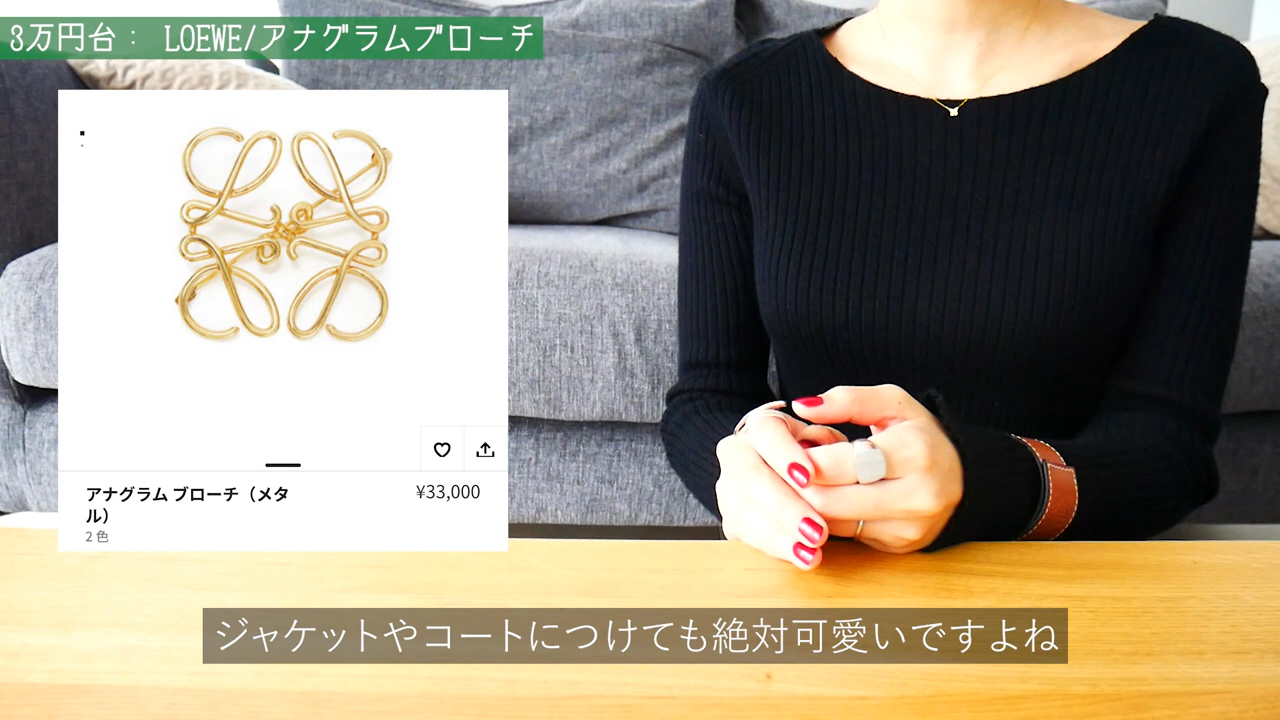 3万円台： LOEWE/アナグラムブローチ
アナグラム ブローチ（メタ
ル）
¥33,000
2 色
ジャケットやコートにつけても絶対可愛いですよね